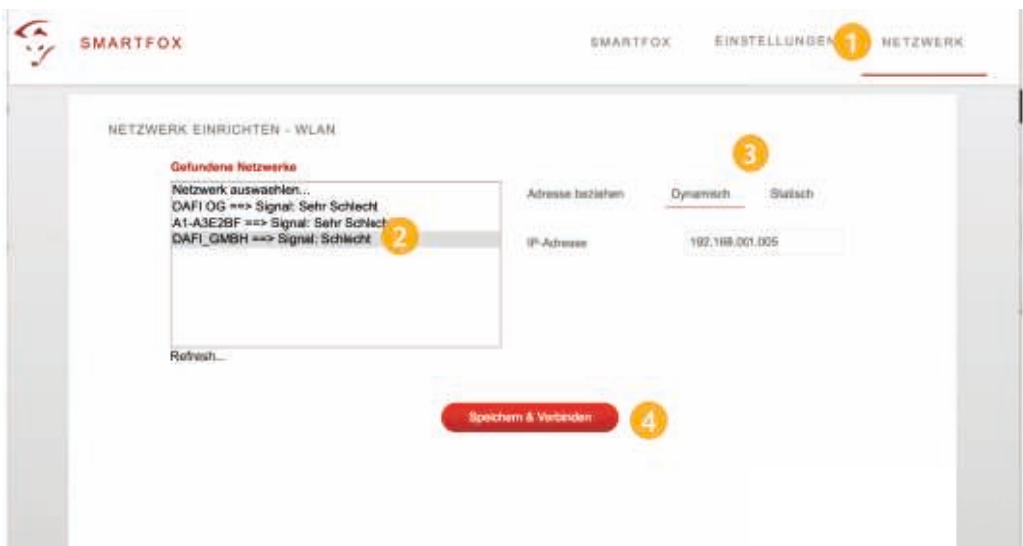 SMARTFOX
SMARTFOX EINSTELLUNGEN 1 NETZWERK
NETZWERK EINRICHTEN - WLAN
3
Gefundene Netzwerke
Netzwerk auswaehlen...
DAFI OG ==> Signal: Sehr Schlecht
A1-A3E2BF ==> Signal: Sehr Schlecht
DAFI_GMBH ==> Signal: Schlecht 2
Adresse beziehen Dynamisch Statisch
IP-Adresse 192.168.001.005
Refresh...
Speichern & Verbinden 4